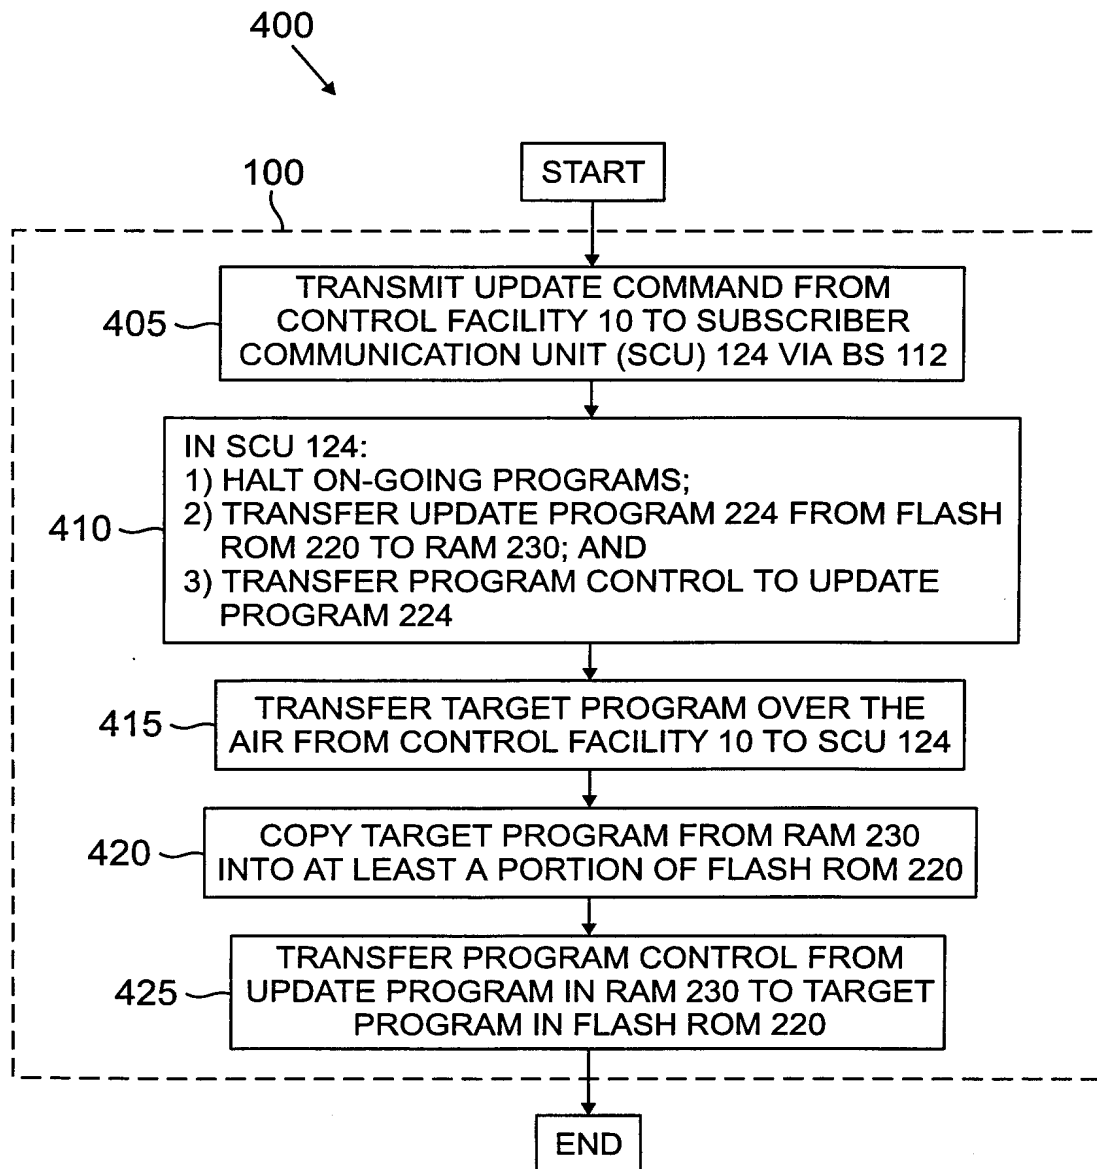 400
100
START
405
TRANSMIT UPDATE COMMAND FROM
CONTROL FACILITY 10 TO SUBSCRIBER
COMMUNICATION UNIT (SCU) 124 VIA BS 112
410
IN SCU 124:
1) HALT ON-GOING PROGRAMS;
2) TRANSFER UPDATE PROGRAM 224 FROM FLASH
ROM 220 TO RAM 230; AND
3) TRANSFER PROGRAM CONTROL TO UPDATE
PROGRAM 224
415
TRANSFER TARGET PROGRAM OVER THE
AIR FROM CONTROL FACILITY 10 TO SCU 124
420
COPY TARGET PROGRAM FROM RAM 230
INTO AT LEAST A PORTION OF FLASH ROM 220
425
TRANSFER PROGRAM CONTROL FROM
UPDATE PROGRAM IN RAM 230 TO TARGET
PROGRAM IN FLASH ROM 220
END